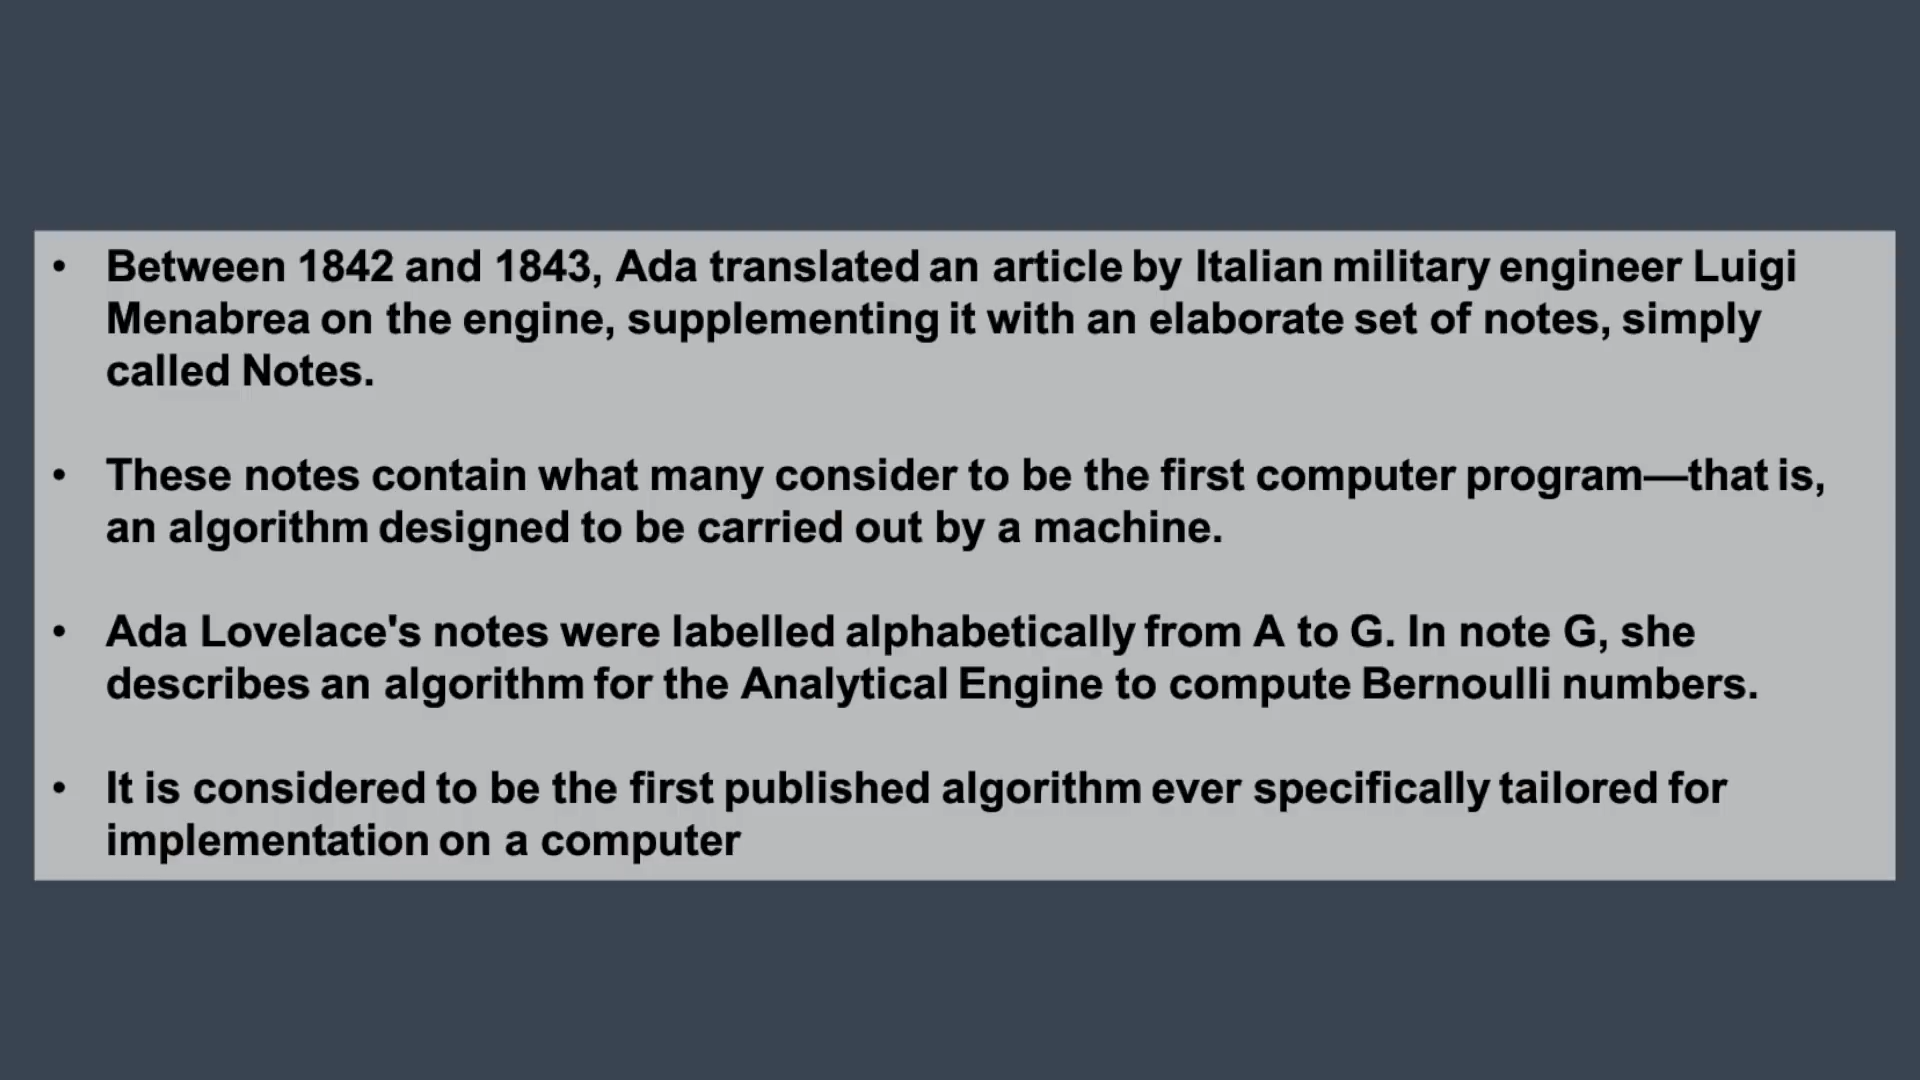 • Between 1842 and 1843, Ada translated an article by Italian military engineer Luigi
Menabrea on the engine, supplementing it with an elaborate set of notes, simply
called Notes.
• These notes contain what many consider to be the first computer program—that is,
an algorithm designed to be carried out by a machine.
• Ada Lovelace's notes were labelled alphabetically from A to G. In note G, she
describes an algorithm for the Analytical Engine to compute Bernoulli numbers.
• It is considered to be the first published algorithm ever specifically tailored for
implementation on a computer